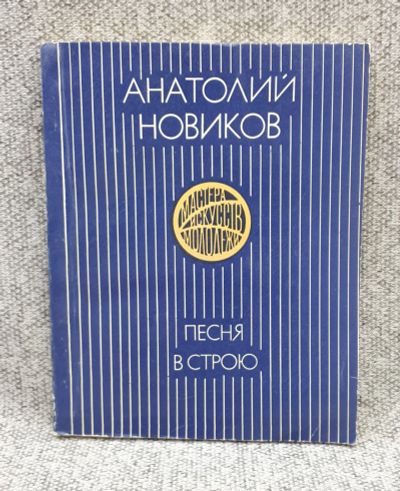 АНАТОЛИЙ
НОВИКОВ
МАСТЕРА
ИСКУССТВ
МОЛОДЕЖИ
ПЕСНЯ
В СТРОЮ